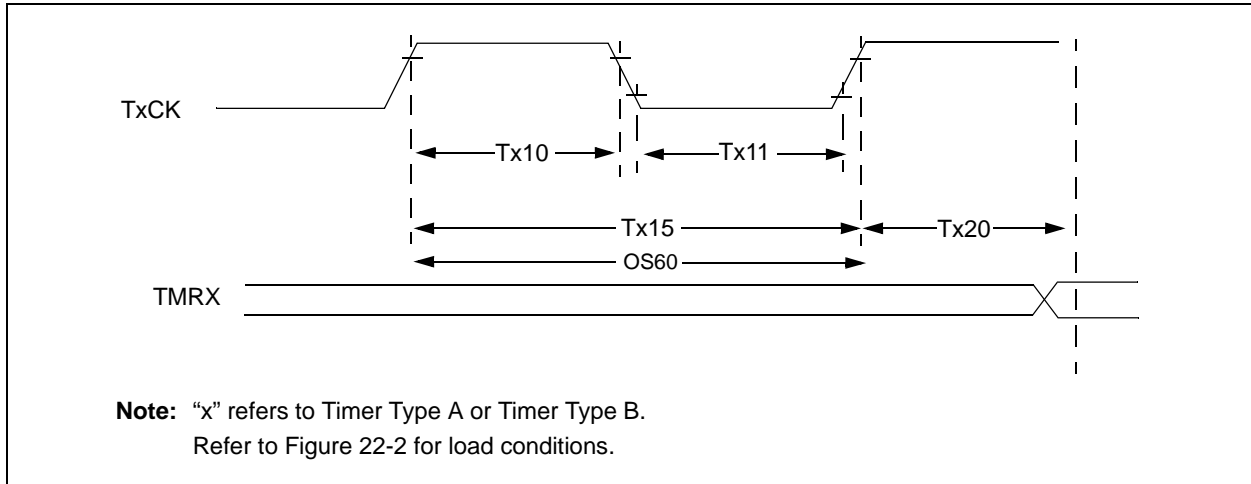 TxCK
Tx10
Tx11
Tx15
Tx20
OS60
TMRX
Note: “x” refers to Timer Type A or Timer Type B.
Refer to Figure 22-2 for load conditions.